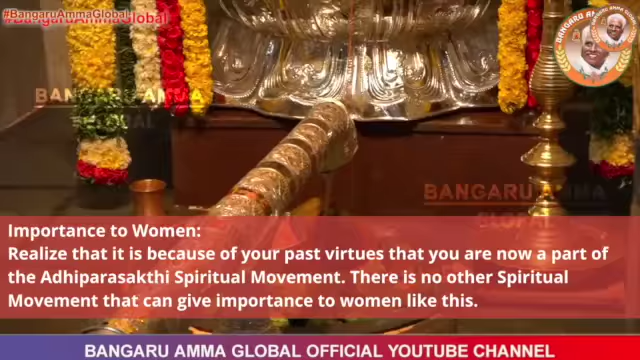 #BangaruAmmaGlobal
#BangaruAmmaGlobal
BANGARU AMMA
GLOBAL
BANGARU AMMA
GLOBAL
Importance to Women:
Realize that it is because of your past virtues that you are now a part of
the Adhiparasakthi Spiritual Movement. There is no other Spiritual
Movement that can give importance to women like this.
BANGARU AMMA GLOBAL OFFICIAL YOUTUBE CHANNEL